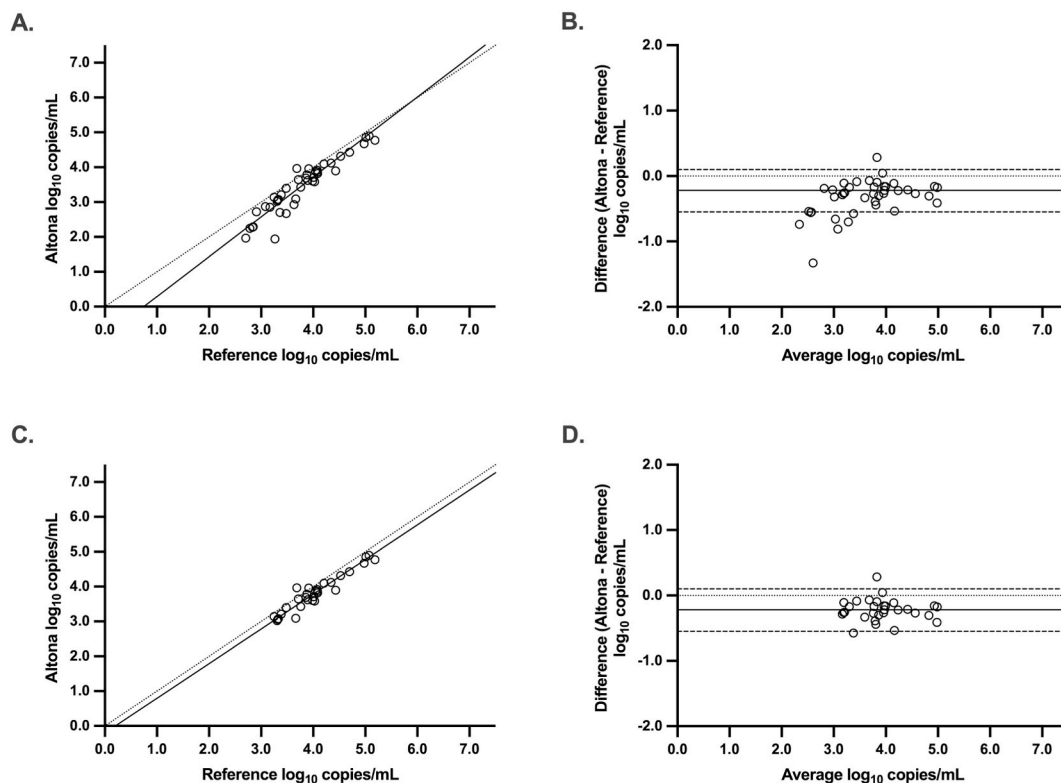 A.
Altona log10 copies/mL
7.0
6.0
5.0
4.0
3.0
2.0
1.0
0.0
0.0 1.0 2.0 3.0 4.0 5.0 6.0 7.0
Reference log10 copies/mL
B.
Difference (Altona - Reference)
log10 copies/mL
2.0
1.0
0.0
-1.0
-2.0
0.0 1.0 2.0 3.0 4.0 5.0 6.0 7.0
Average log10 copies/mL
C.
Altona log10 copies/mL
7.0
6.0
5.0
4.0
3.0
2.0
1.0
0.0
0.0 1.0 2.0 3.0 4.0 5.0 6.0 7.0
Reference log10 copies/mL
D.
Difference (Altona - Reference)
log10 copies/mL
2.0
1.0
0.0
-1.0
-2.0
0.0 1.0 2.0 3.0 4.0 5.0 6.0 7.0
Average log10 copies/mL